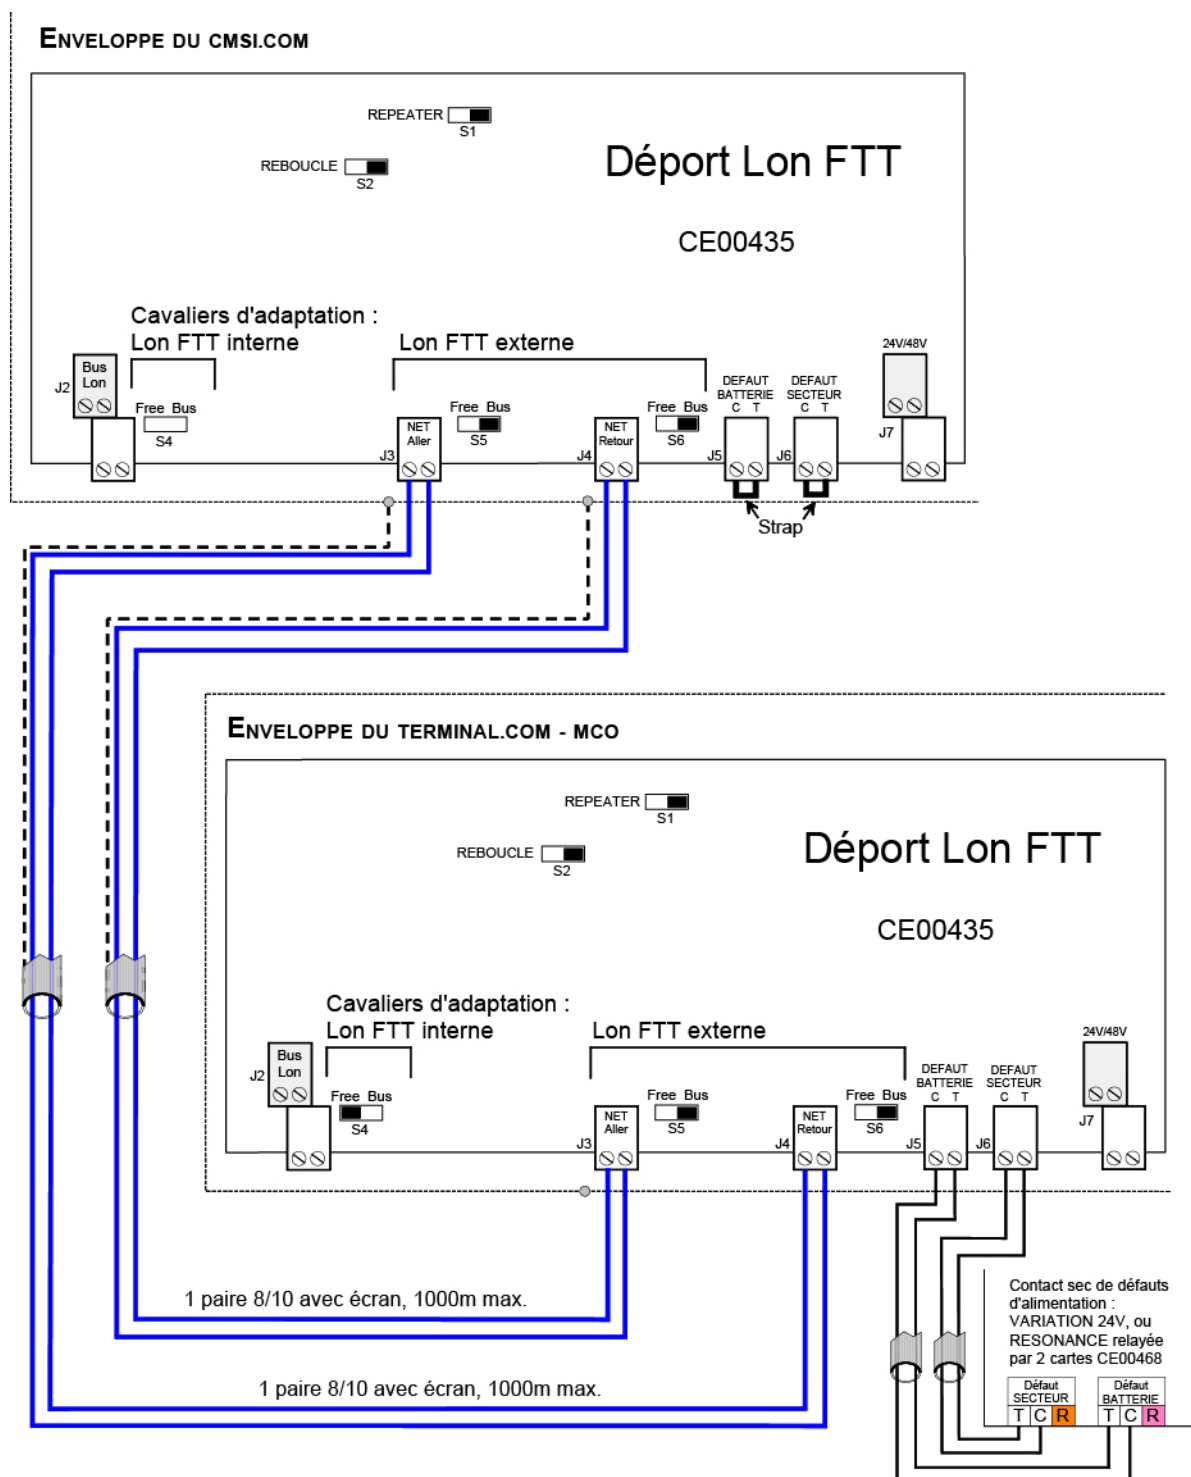 ENVELOPPE DU CMSI.COM
REPEATER
S1
REBOUCLE
S2
Déport Lon FTT
CE00435
Cavaliers d'adaptation :
Lon FTT interne
Lon FTT externe
J2
Bus
Lon
Free Bus
S4
J3
NET
Aller
Free Bus
S5
J4
NET
Retour
Free Bus
S6
DEFAUT
BATTERIE
C T
J5
DEFAUT
SECTEUR
C T
J6
24V/48V
J7
Strap
ENVELOPPE DU TERMINAL.COM - MCO
REPEATER
S1
REBOUCLE
S2
Déport Lon FTT
CE00435
Cavaliers d'adaptation :
Lon FTT interne
Lon FTT externe
J2
Bus
Lon
Free Bus
S4
J3
NET
Aller
Free Bus
S5
J4
NET
Retour
Free Bus
S6
DEFAUT
BATTERIE
C T
J5
DEFAUT
SECTEUR
C T
J6
24V/48V
J7
1 paire 8/10 avec écran, 1000m max.
1 paire 8/10 avec écran, 1000m max.
Contact sec de défauts
d'alimentation :
VARIATION 24V, ou
RESONANCE relayée
par 2 cartes CE00468
Défaut
SECTEUR
T C R
Défaut
BATTERIE
T C R